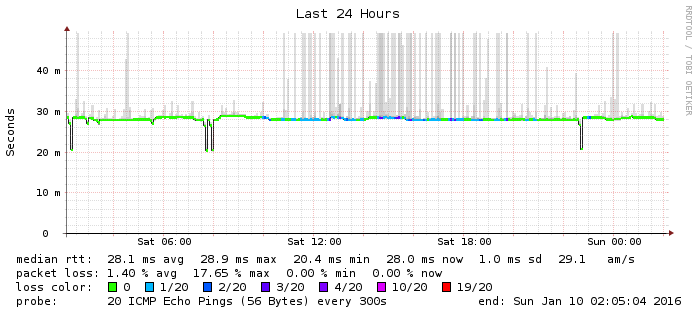 Last 24 Hours
RRDTOOL / TOBI OETIKER
Seconds
40 m
30 m
20 m
10 m
0
Sat 06:00 Sat 12:00 Sat 18:00 Sun 00:00
median rtt: 28.1 ms avg 28.9 ms max 20.4 ms min 28.0 ms now 1.0 ms sd 29.1 am/s
packet loss: 1.40 % avg 17.65 % max 0.00 % min 0.00 % now
loss color: 0 1/20 2/20 3/20 4/20 10/20 19/20
probe: 20 ICMP Echo Pings (56 Bytes) every 300s end: Sun Jan 10 02:05:04 2016